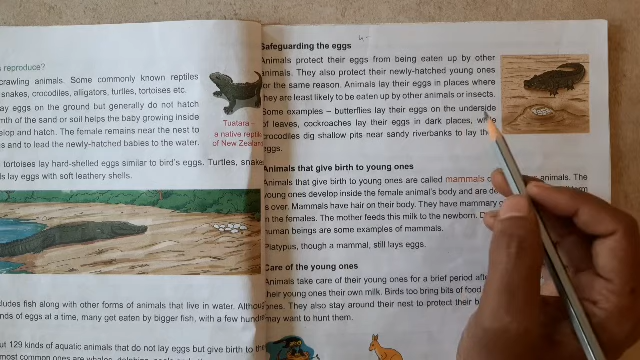 reproduce?
crawling animals. Some commonly known reptiles
snakes, crocodiles, alligators, turtles, tortoises etc.
ay eggs on the ground but generally do not hatch
mth of the sand or soil helps the baby growing inside
elop and hatch. The female remains near the nest to
s and to lead the newly-hatched babies to the water.
Tuatara -
a native reptile
of New Zealand
tortoises lay hard-shelled eggs similar to bird's eggs. Turtles, snakes
ds lays eggs with soft leathery shells.
cludes fish along with other forms of animals that live in water. Although
nds of eggs at time, many get eaten by bigger fish, with a few hundred
out 129 kinds of aquatic animals that do not lay eggs but give birth to the
Safeguarding the eggs
Animals protect their eggs from being eaten up by other
animals. They also protect their newly-hatched young ones
for the same reason. Animals lay their eggs in places where
they are least likely to be eaten up by other animals or insects.
Some examples – butterflies lay their eggs on the underside
of leaves, cockroaches lay their eggs in dark places, while
crocodiles dig shallow pits near sandy riverbanks to lay their
eggs.
Animals that give birth to young ones
Animals that give birth to young ones are called mammals animals. The
young ones develop inside the female animal's body and are
is over. Mammals have hair on their body. They have mammary
in the females. The mother feeds this milk to the newborn.
human beings are some examples of mammals.
Platypus, though a mammal, still lays eggs.
Care of the young ones
Animals take care of their young ones for a brief period after
their young ones their own milk. Birds too bring bits of food
ones. They also stay around their nest to protect their
may want to hunt them.